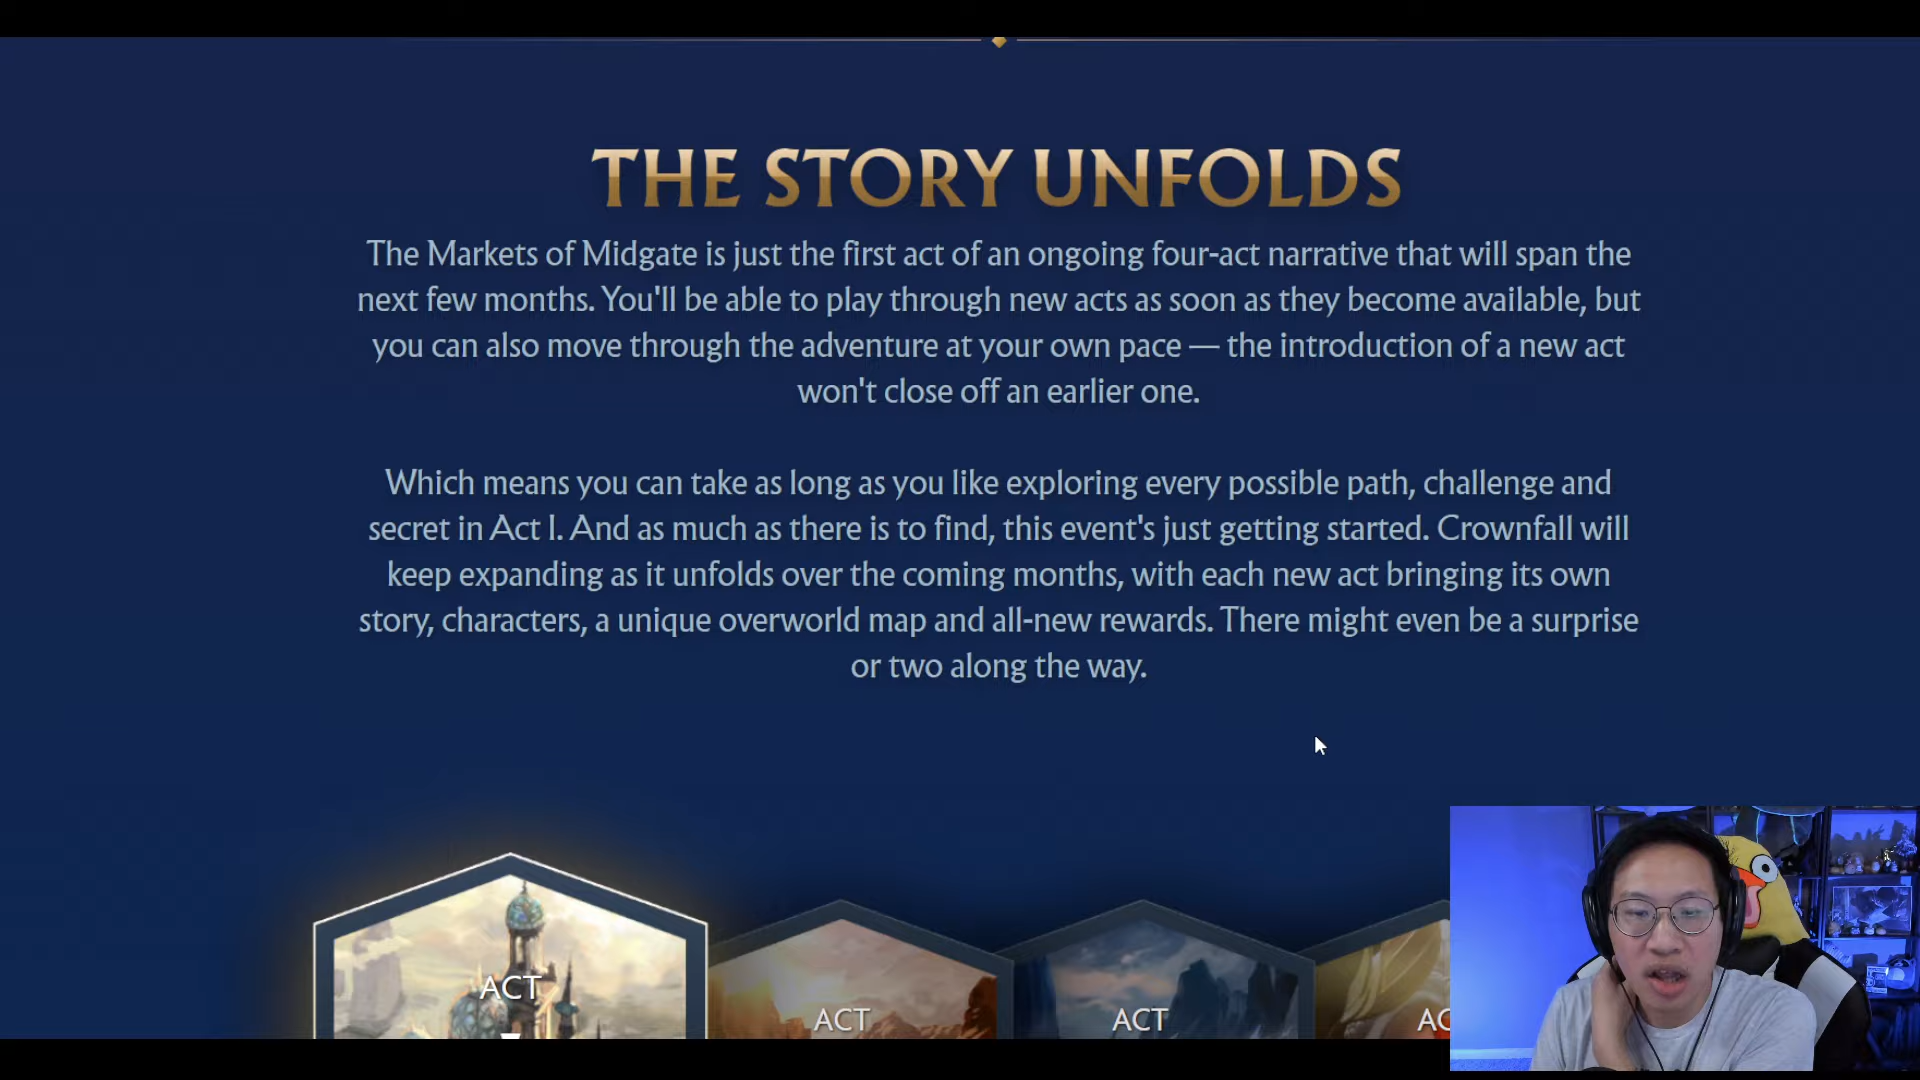 THE STORY UNFOLDS
The Markets of Midgate is just the first act of an ongoing four-act narrative that will span the
next few months. You'll be able to play through new acts as soon as they become available, but
you can also move through the adventure at your own pace — the introduction of a new act
won't close off an earlier one.
Which means you can take as long as you like exploring every possible path, challenge and
secret in Act I. And as much as there is to find, this event's just getting started. Crownfall will
keep expanding as it unfolds over the coming months, with each new act bringing its own
story, characters, a unique overworld map and all-new rewards. There might even be a surprise
or two along the way.
ACT
ACT
ACT
AC